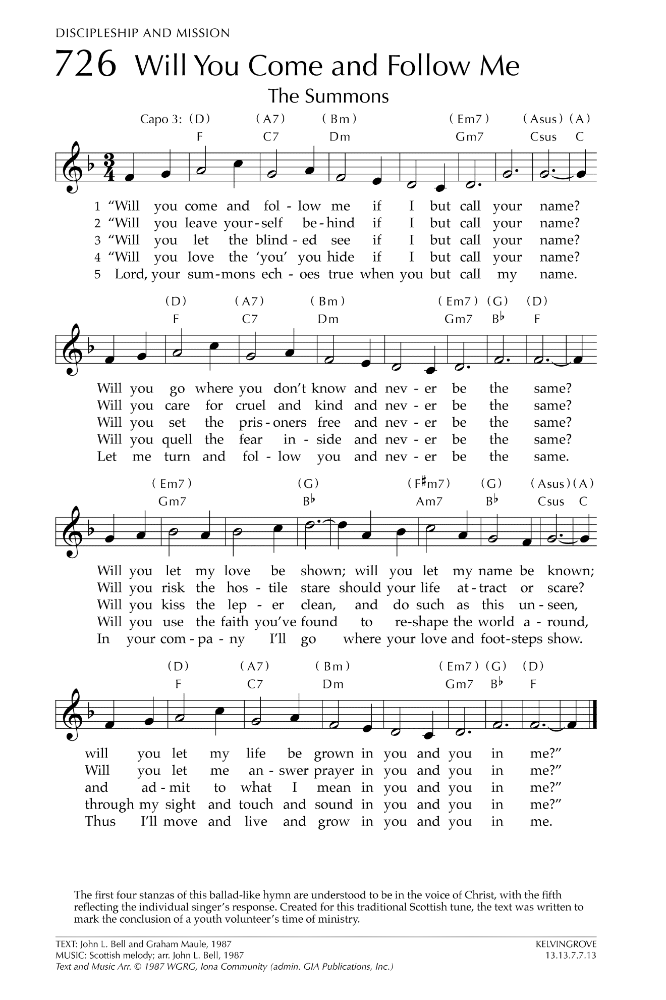 DISCIPLESHIP AND MISSION
726 Will You Come and Follow Me
The Summons
Capo 3: (D) (A7) (Bm) (Em7) (Asus) (A)
F C7 Dm Gm7 Csus C
3
4
1 “Will you come and fol - low me if I but call your name?
2 “Will you leave your - self be - hind if I but call your name?
3 “Will you let the blind - ed see if I but call your name?
4 “Will you love the ‘you’ you hide if I but call your name?
5 Lord, your sum - mons ech - oes true when you but call my name.
(D) (A7) (Bm) (Em7) (G) (D)
F C7 Dm Gm7 B♭ F
Will you go where you don’t know and nev - er be the same?
Will you care for cruel and kind and nev - er be the same?
Will you set the pris - oners free and nev - er be the same?
Will you quell the fear in - side and nev - er be the same?
Let me turn and fol - low you and nev - er be the same.
(Em7) (G) (F♯m7) (G) (Asus) (A)
Gm7 B♭ Am7 B♭ Csus C
Will you let my love be shown; will you let my name be known;
Will you risk the hos - tile stare should your life at - tract or scare?
Will you kiss the lep - er clean, and do such as this un - seen,
Will you use the faith you’ve found to re - shape the world a - round,
In your com - pa - ny I’ll go where your love and foot - steps show.
(D) (A7) (Bm) (Em7) (G) (D)
F C7 Dm Gm7 B♭ F
will you let my life be grown in you and you in me?”
Will you let me an - swer prayer in you and you in me?”
and ad - mit to what I mean in you and you in me?”
through my sight and touch and sound in you and you in me?”
Thus I’ll move and live and grow in you and you in me.
The first four stanzas of this ballad-like hymn are understood to be in the voice of Christ, with the fifth
reflecting the individual singer’s response. Created for this traditional Scottish tune, the text was written to
mark the conclusion of a youth volunteer’s time of ministry.
TEXT: John L. Bell and Graham Maule, 1987 KELVINGROVE
MUSIC: Scottish melody; arr. John L. Bell, 1987 13.13.7.7.13
Text and Music Arr. © 1987 WGRG, Iona Community (admin. GIA Publications, Inc.)